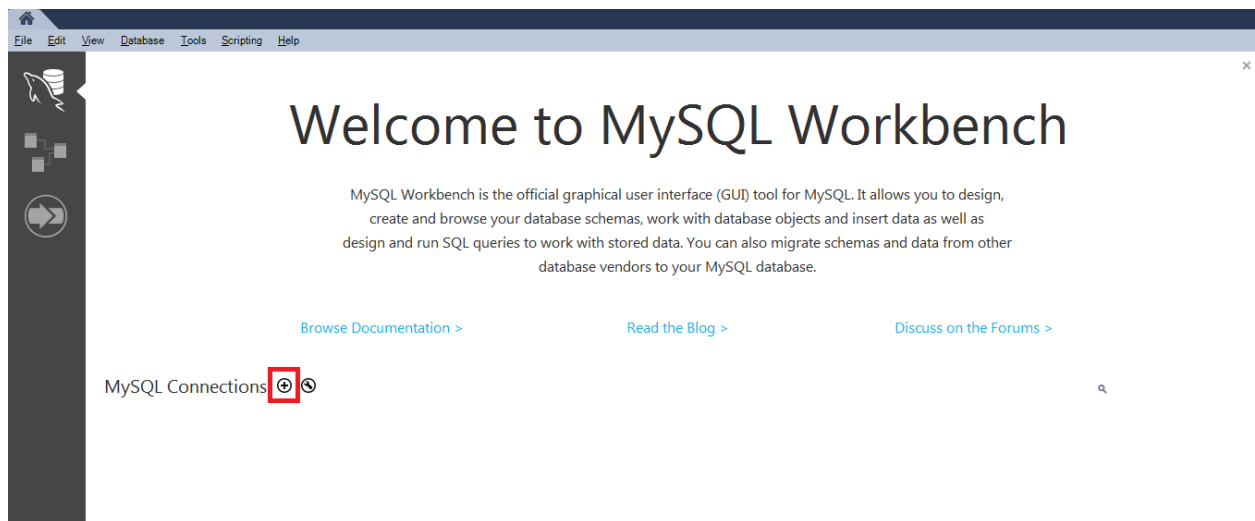 File Edit View Database Tools Scripting Help
Welcome to MySQL Workbench
MySQL Workbench is the official graphical user interface (GUI) tool for MySQL. It allows you to design,
create and browse your database schemas, work with database objects and insert data as well as
design and run SQL queries to work with stored data. You can also migrate schemas and data from other
database vendors to your MySQL database.
Browse Documentation > Read the Blog > Discuss on the Forums >
MySQL Connections